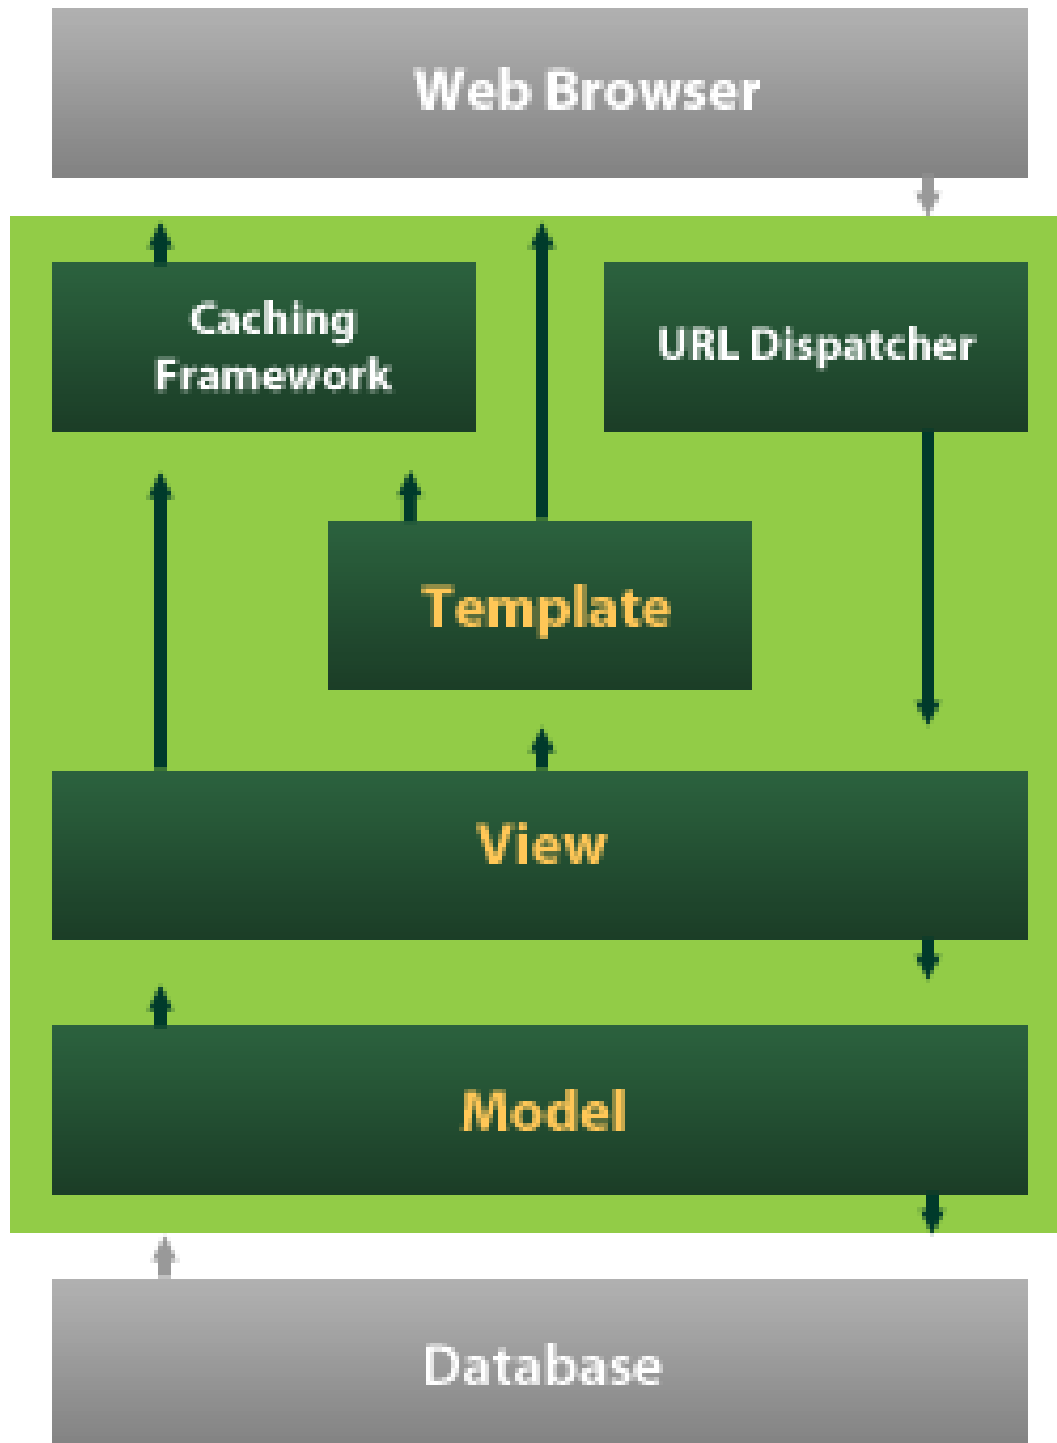 Web Browser
Caching
Framework
URL Dispatcher
Template
View
Model
Database